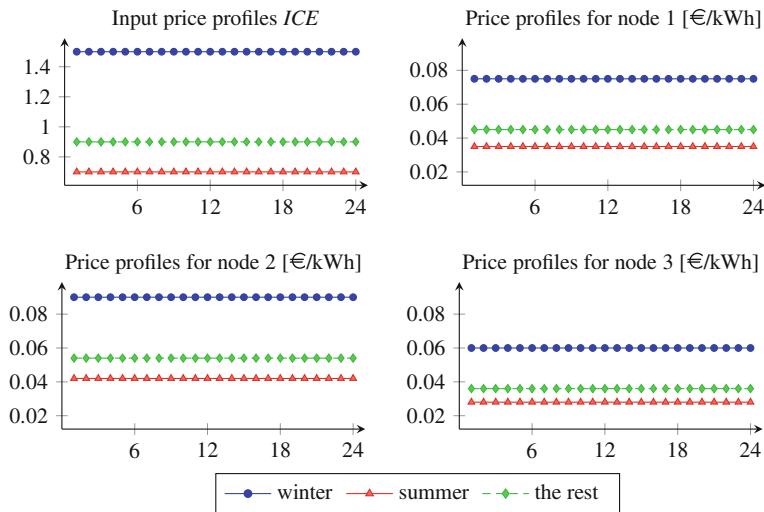 Input price profiles ICE
1.4
1.2
1
0.8
6 12 18 24
Price profiles for node 1 [€/kWh]
0.08
0.06
0.04
0.02
6 12 18 24
Price profiles for node 2 [€/kWh]
0.08
0.06
0.04
0.02
6 12 18 24
Price profiles for node 3 [€/kWh]
0.08
0.06
0.04
0.02
6 12 18 24
winter summer the rest